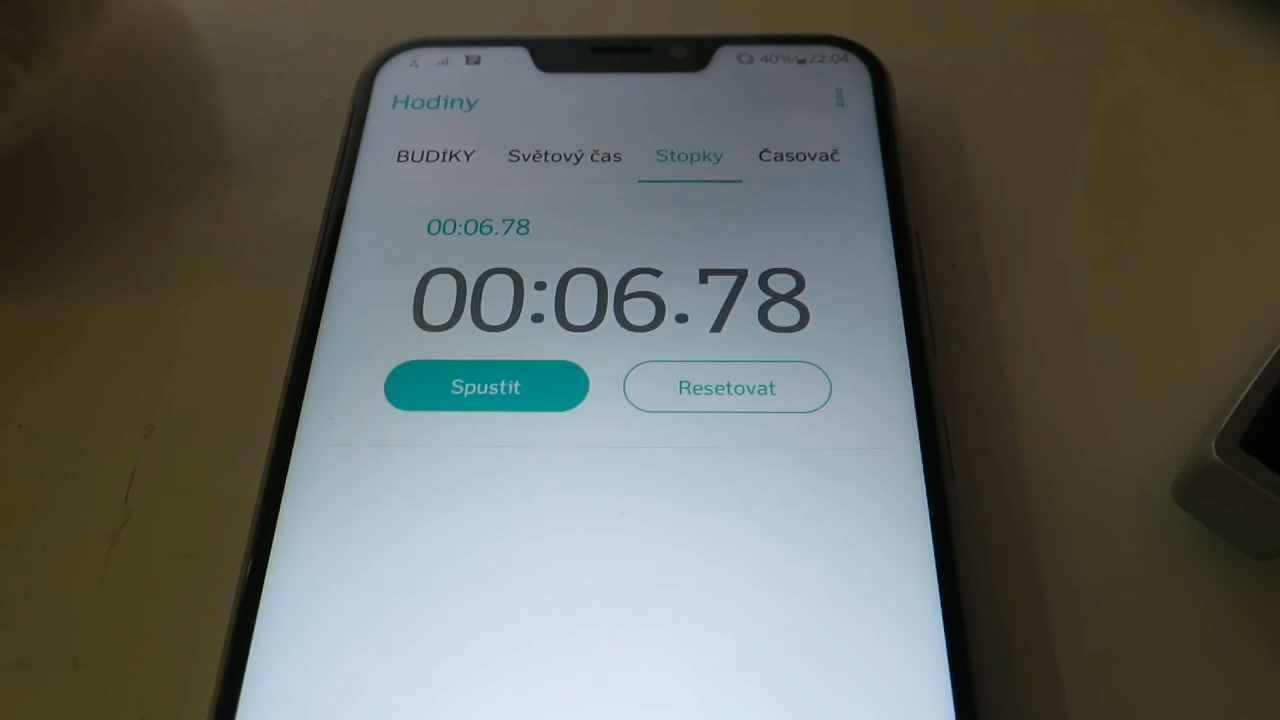 40% 22:04
Hodiny
BUDÍKY Světový čas Stopky Časovač
00:06.78
00:06.78
Spustit Resetovat